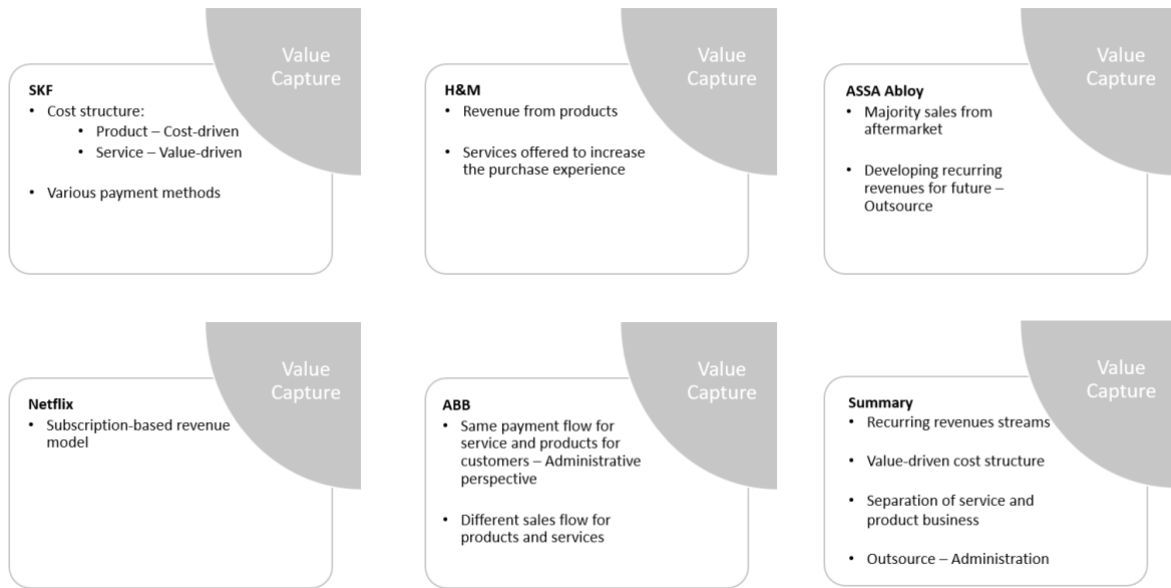 Value
Capture
SKF
• Cost structure:
• Product – Cost-driven
• Service – Value-driven
• Various payment methods
Value
Capture
H&M
• Revenue from products
• Services offered to increase
the purchase experience
Value
Capture
ASSA Abloy
• Majority sales from
aftermarket
• Developing recurring
revenues for future –
Outsource
Value
Capture
Netflix
• Subscription-based revenue
model
Value
Capture
ABB
• Same payment flow for
service and products for
customers – Administrative
perspective
• Different sales flow for
products and services
Value
Capture
Summary
• Recurring revenues streams
• Value-driven cost structure
• Separation of service and
product business
• Outsource – Administration